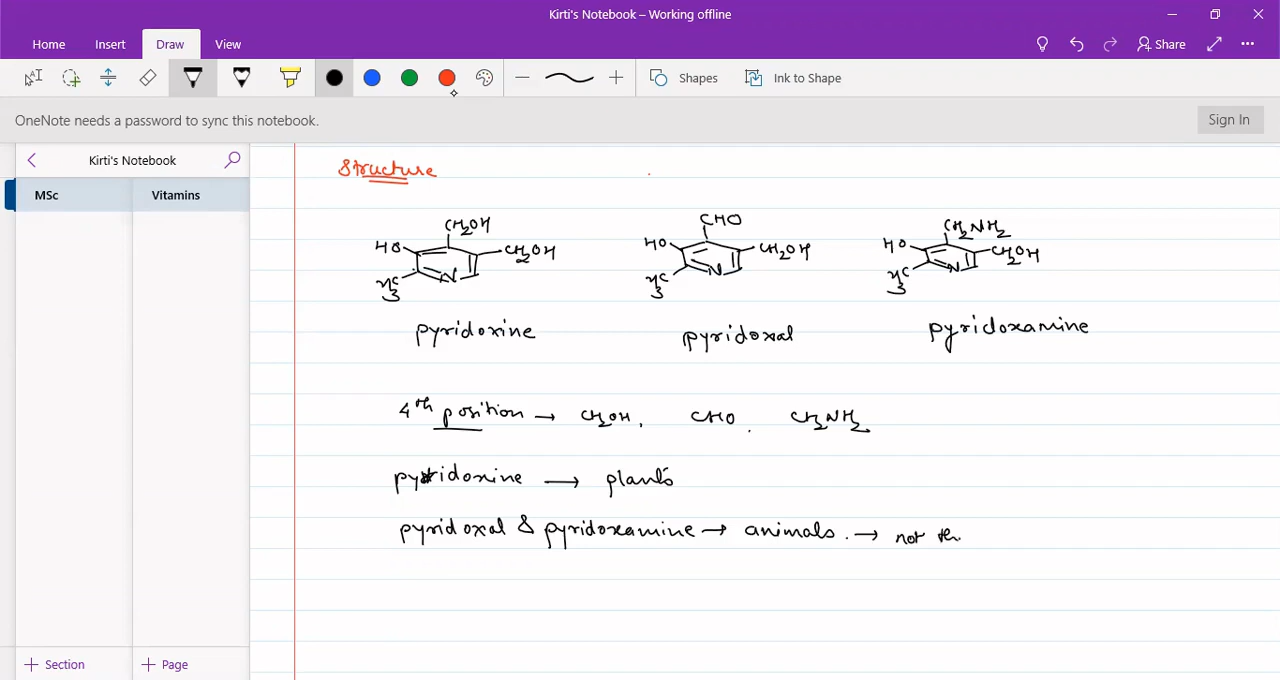 Kirti's Notebook – Working offline
Home Insert Draw View Share
Shapes Ink to Shape
OneNote needs a password to sync this notebook. Sign In
Kirti's Notebook
MSc Vitamins
Structure
CH2OH CHO CH2NH2
HO CH2OH HO CH2OH HO CH2OH
N N N
H3C H3C H3C
pyridoxine pyridoxal pyridoxamine
4th position → CH2OH, CHO CH2NH2
pyridoxine → plants
pyridoxal & pyridoxamine → animals. → not th
+ Section + Page